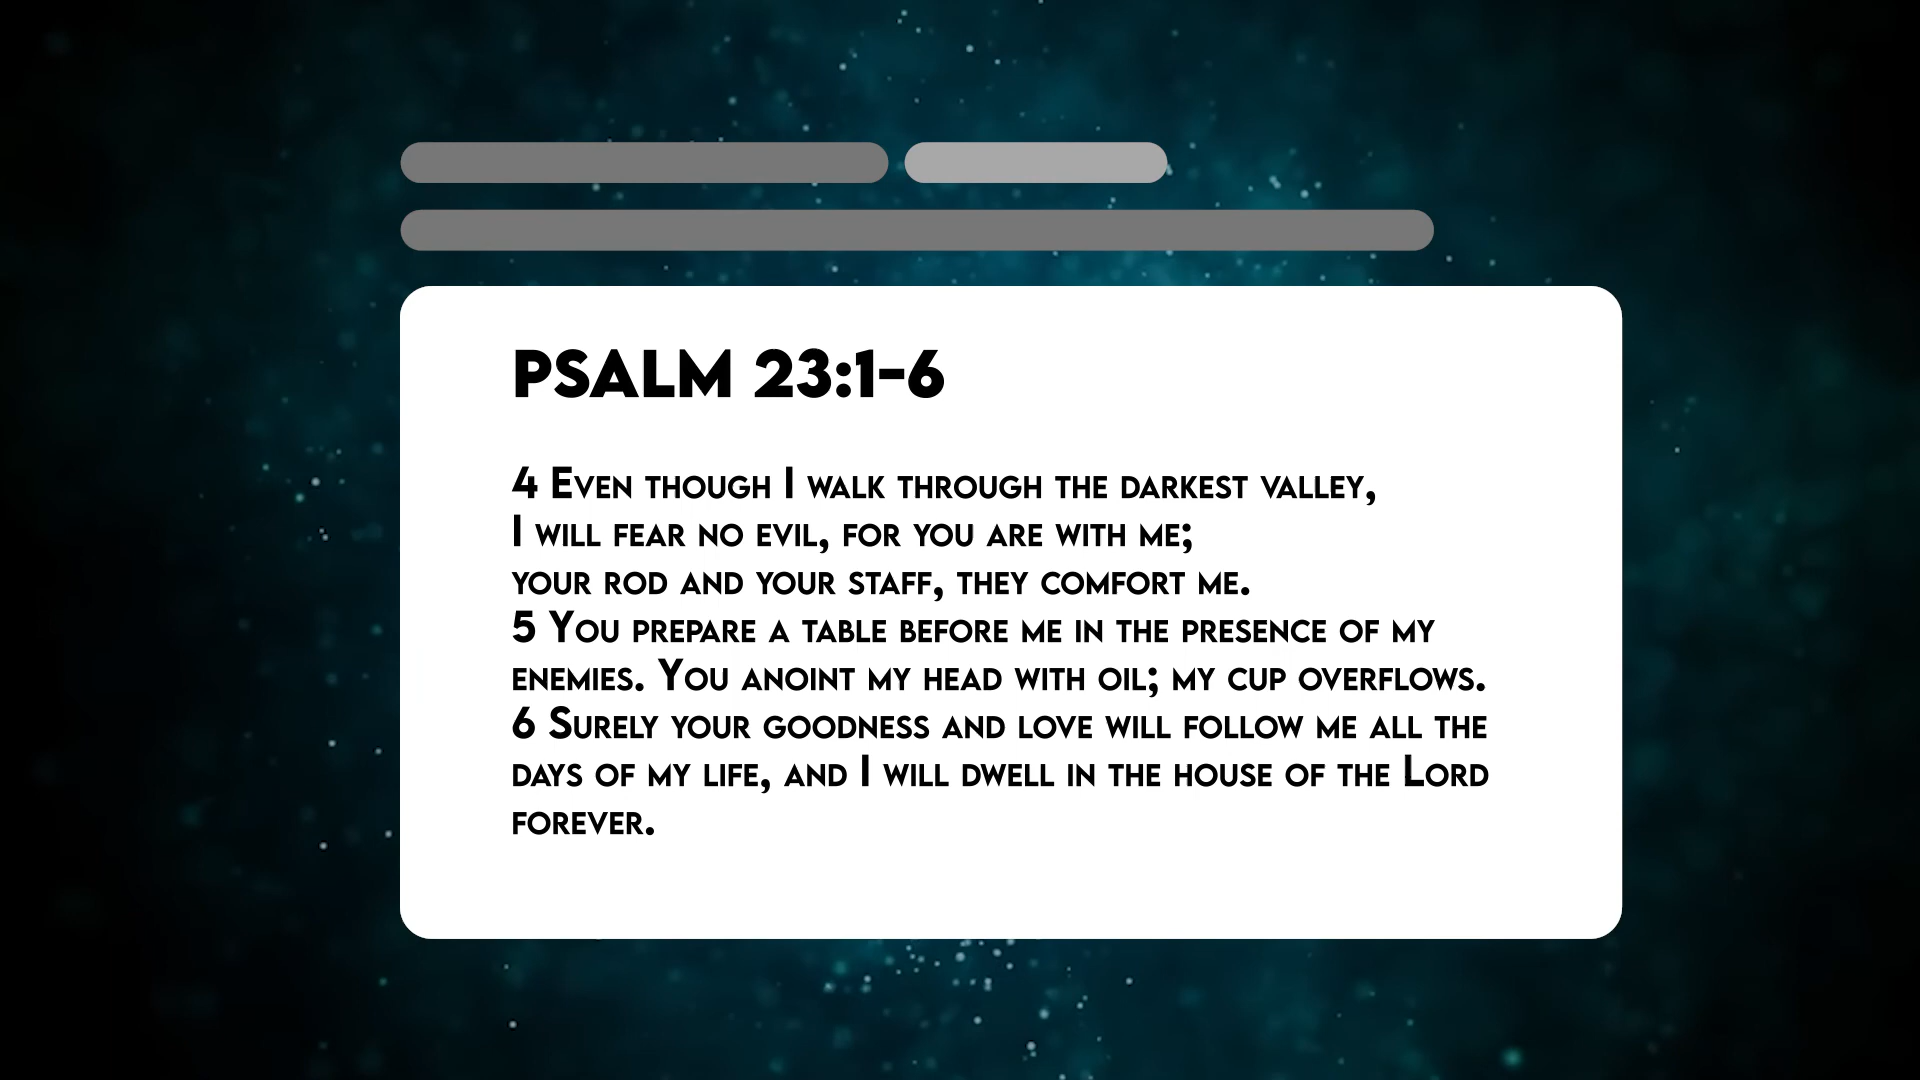 PSALM 23:1-6
4 Even though I walk through the darkest valley,
I will fear no evil, for you are with me;
your rod and your staff, they comfort me.
5 You prepare a table before me in the presence of my
enemies. You anoint my head with oil; my cup overflows.
6 Surely your goodness and love will follow me all the
days of my life, and I will dwell in the house of the Lord
forever.